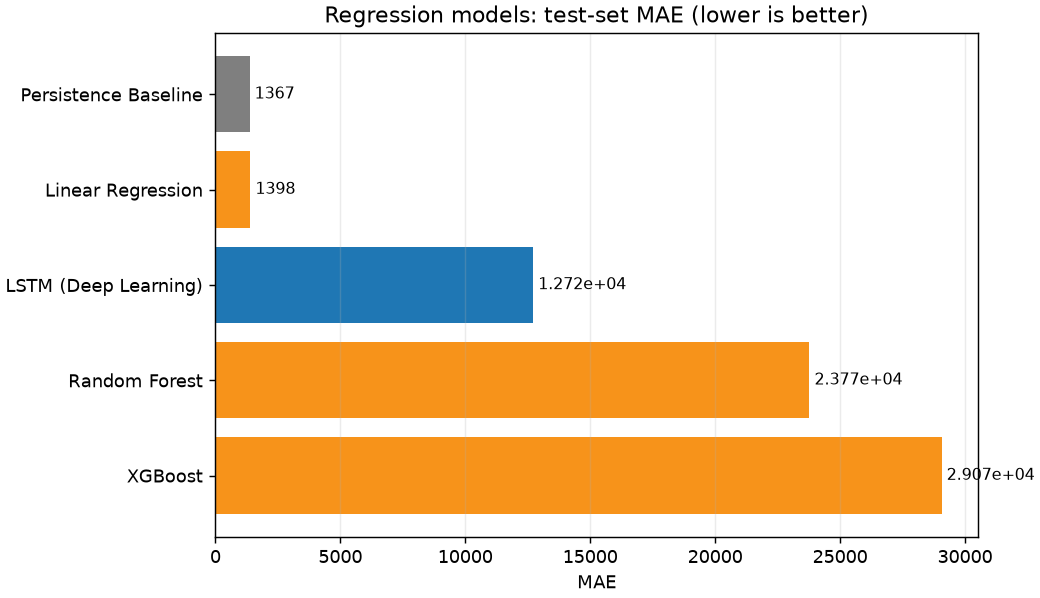 Regression models: test-set MAE (lower is better)
Persistence Baseline
1367
Linear Regression
1398
LSTM (Deep Learning)
1.272e+04
Random Forest
2.377e+04
XGBoost
2.907e+04
0 5000 10000 15000 20000 25000 30000
MAE